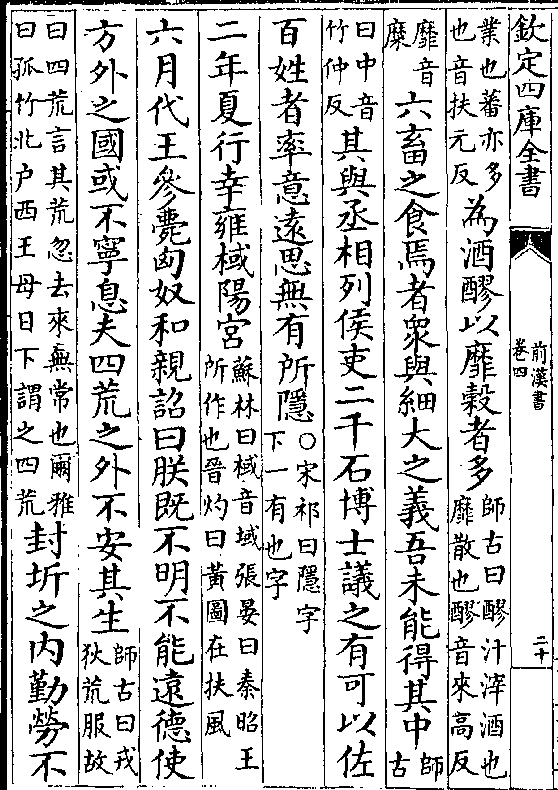 欽定四庫全書
前漢書
卷四
二十
業也蕃亦多
也音扶元反
為酒醪以靡榖者多
師古曰醪汁滓酒也
靡散也醪音來高反
靡音
糜
六畜之食焉者衆與細大之義吾未能得其中
師
古
曰中音
竹仲反
其與丞相列侯吏二千石博士議之有可以佐
百姓者率意遠思無有所隱
○宋祁曰隱字
下一有也字
二年夏行幸雍棫陽宫
蘇林曰棫音域張晏曰秦昭王
所作也晉灼曰黄圖在扶風
六月代王參薨匈奴和親詔曰朕既不明不能遠德使
方外之國或不寧息夫四荒之外不安其生
師古曰戎
狄荒服故
曰四荒言其荒忽去來無常也爾雅
曰孤竹北户西王母日下謂之四荒
封圻之内勤勞不